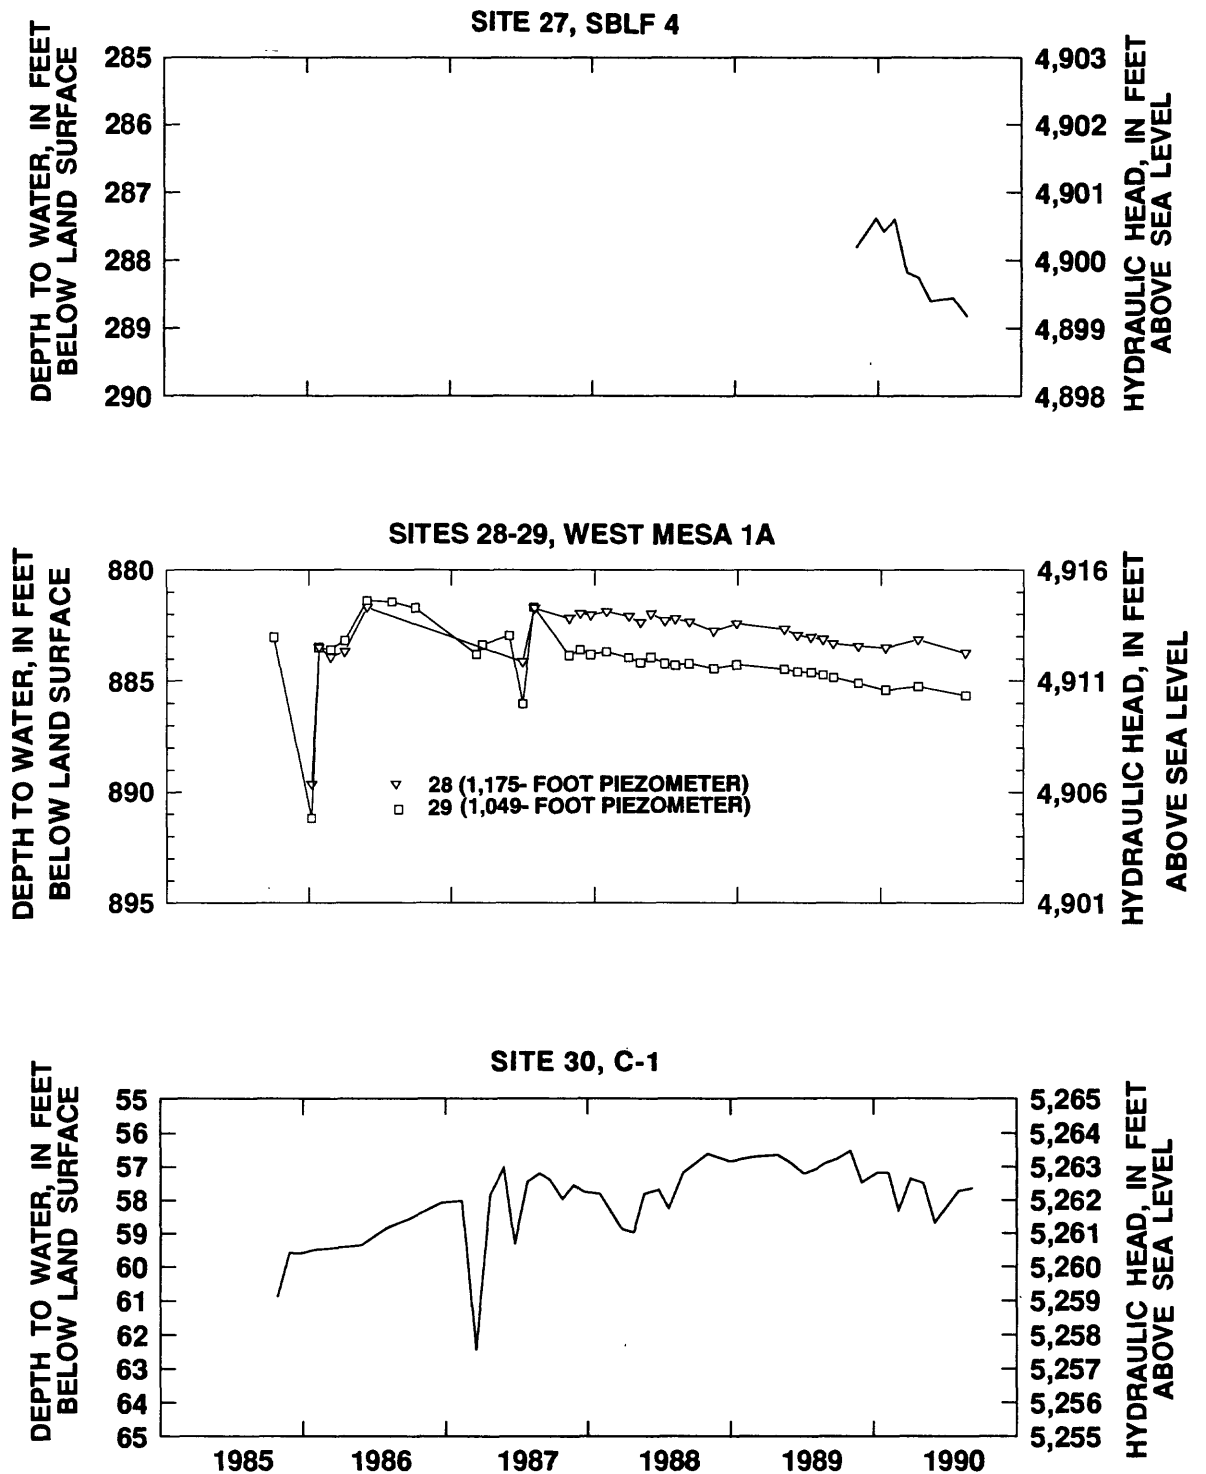 SITE 27, SBLF 4
DEPTH TO WATER, IN FEET
BELOW LAND SURFACE
285
286
287
288
289
290
4,903
4,902
4,901
4,900
4,899
4,898
HYDRAULIC HEAD, IN FEET
ABOVE SEA LEVEL
SITES 28-29, WEST MESA 1A
DEPTH TO WATER, IN FEET
BELOW LAND SURFACE
880
885
890
895
28 (1,175- FOOT PIEZOMETER)
29 (1,049- FOOT PIEZOMETER)
4,916
4,911
4,906
4,901
HYDRAULIC HEAD, IN FEET
ABOVE SEA LEVEL
SITE 30, C-1
DEPTH TO WATER, IN FEET
BELOW LAND SURFACE
55
56
57
58
59
60
61
62
63
64
65
5,265
5,264
5,263
5,262
5,261
5,260
5,259
5,258
5,257
5,256
5,255
HYDRAULIC HEAD, IN FEET
ABOVE SEA LEVEL
1985 1986 1987 1988 1989 1990